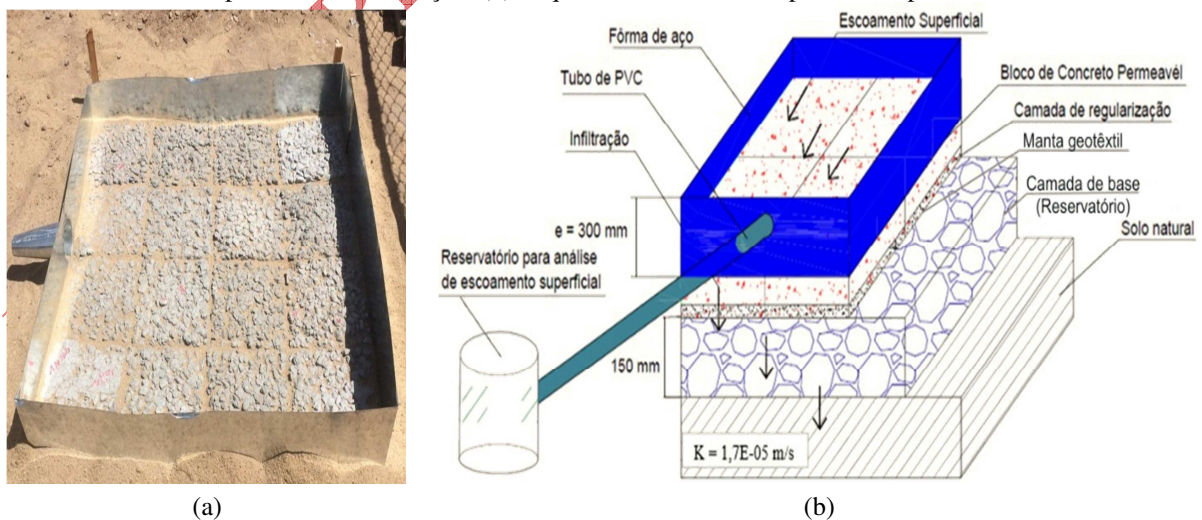 Escoamento Superficial
Fôrma de aço
Tubo de PVC
Bloco de Concreto Permeavél
Camada de regularização
Infiltração
Manta geotêxtil
Camada de base
(Reservatório)
Solo natural
e = 300 mm
Reservatório para análise
de escoamento superficial
150 mm
K = 1,7E-05 m/s
(a)
(b)